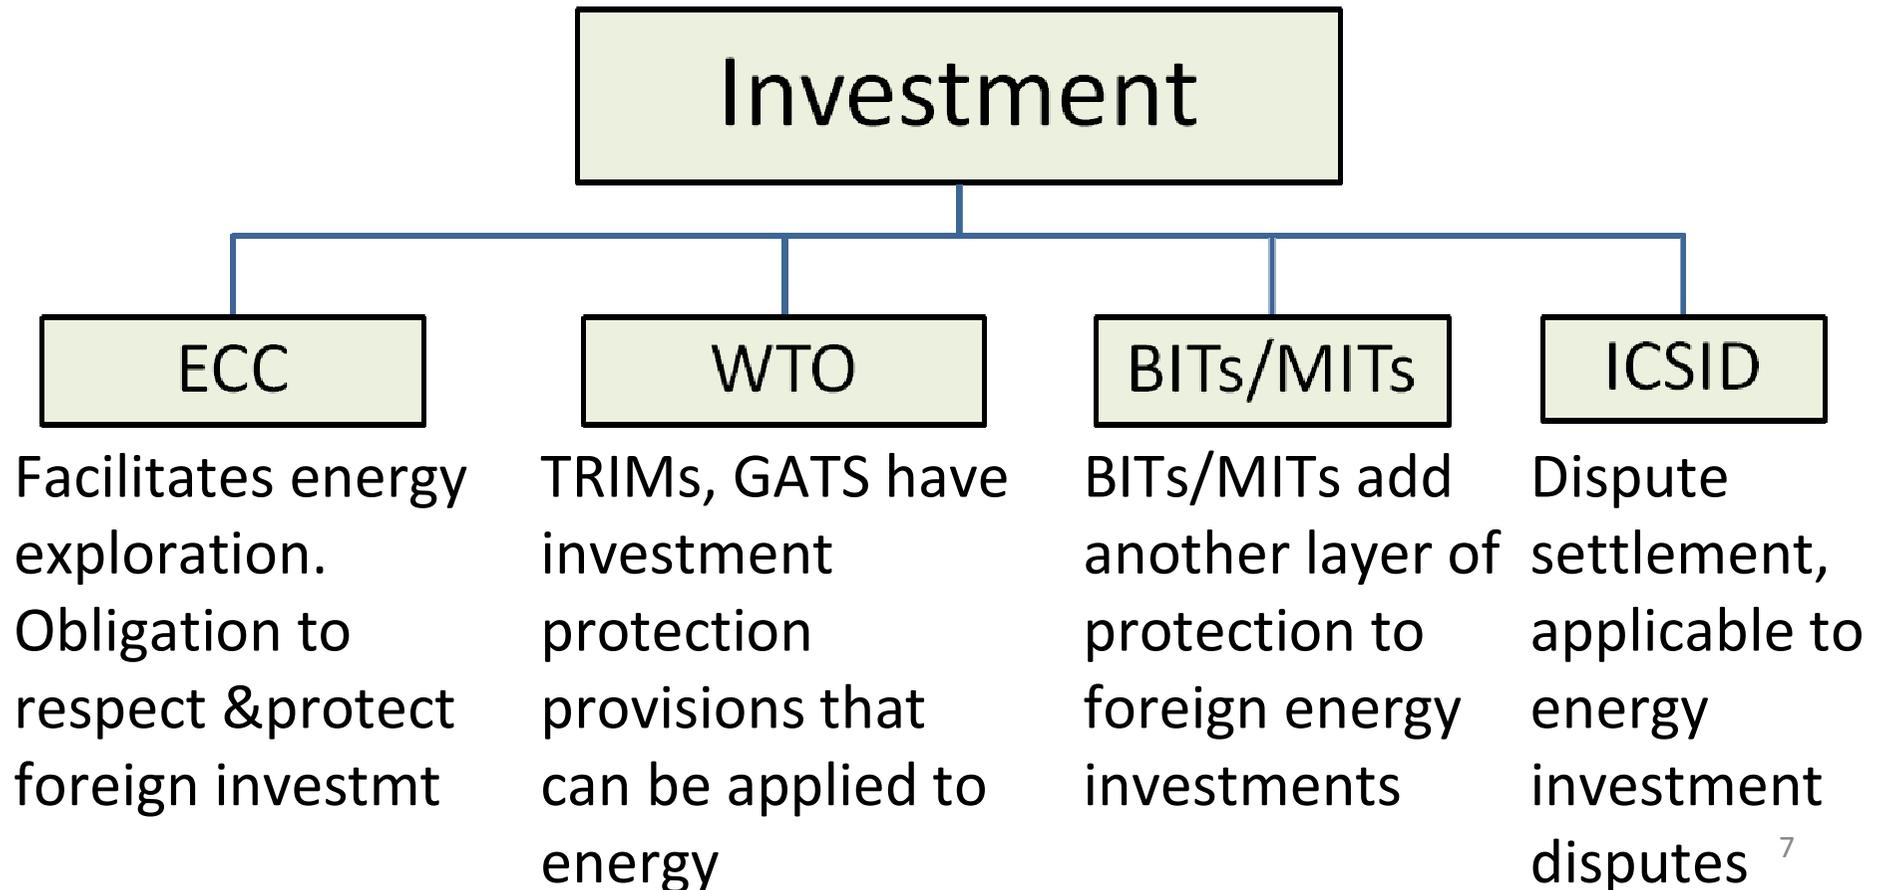 Investment
ECC
WTO
BITs/MITs
ICSID
Facilitates energy
exploration.
Obligation to
respect &protect
foreign investmt
TRIMs, GATS have
investment
protection
provisions that
can be applied to
energy
BITs/MITs add
another layer of
protection to
foreign energy
investments
Dispute
settlement,
applicable to
energy
investment
disputes
7